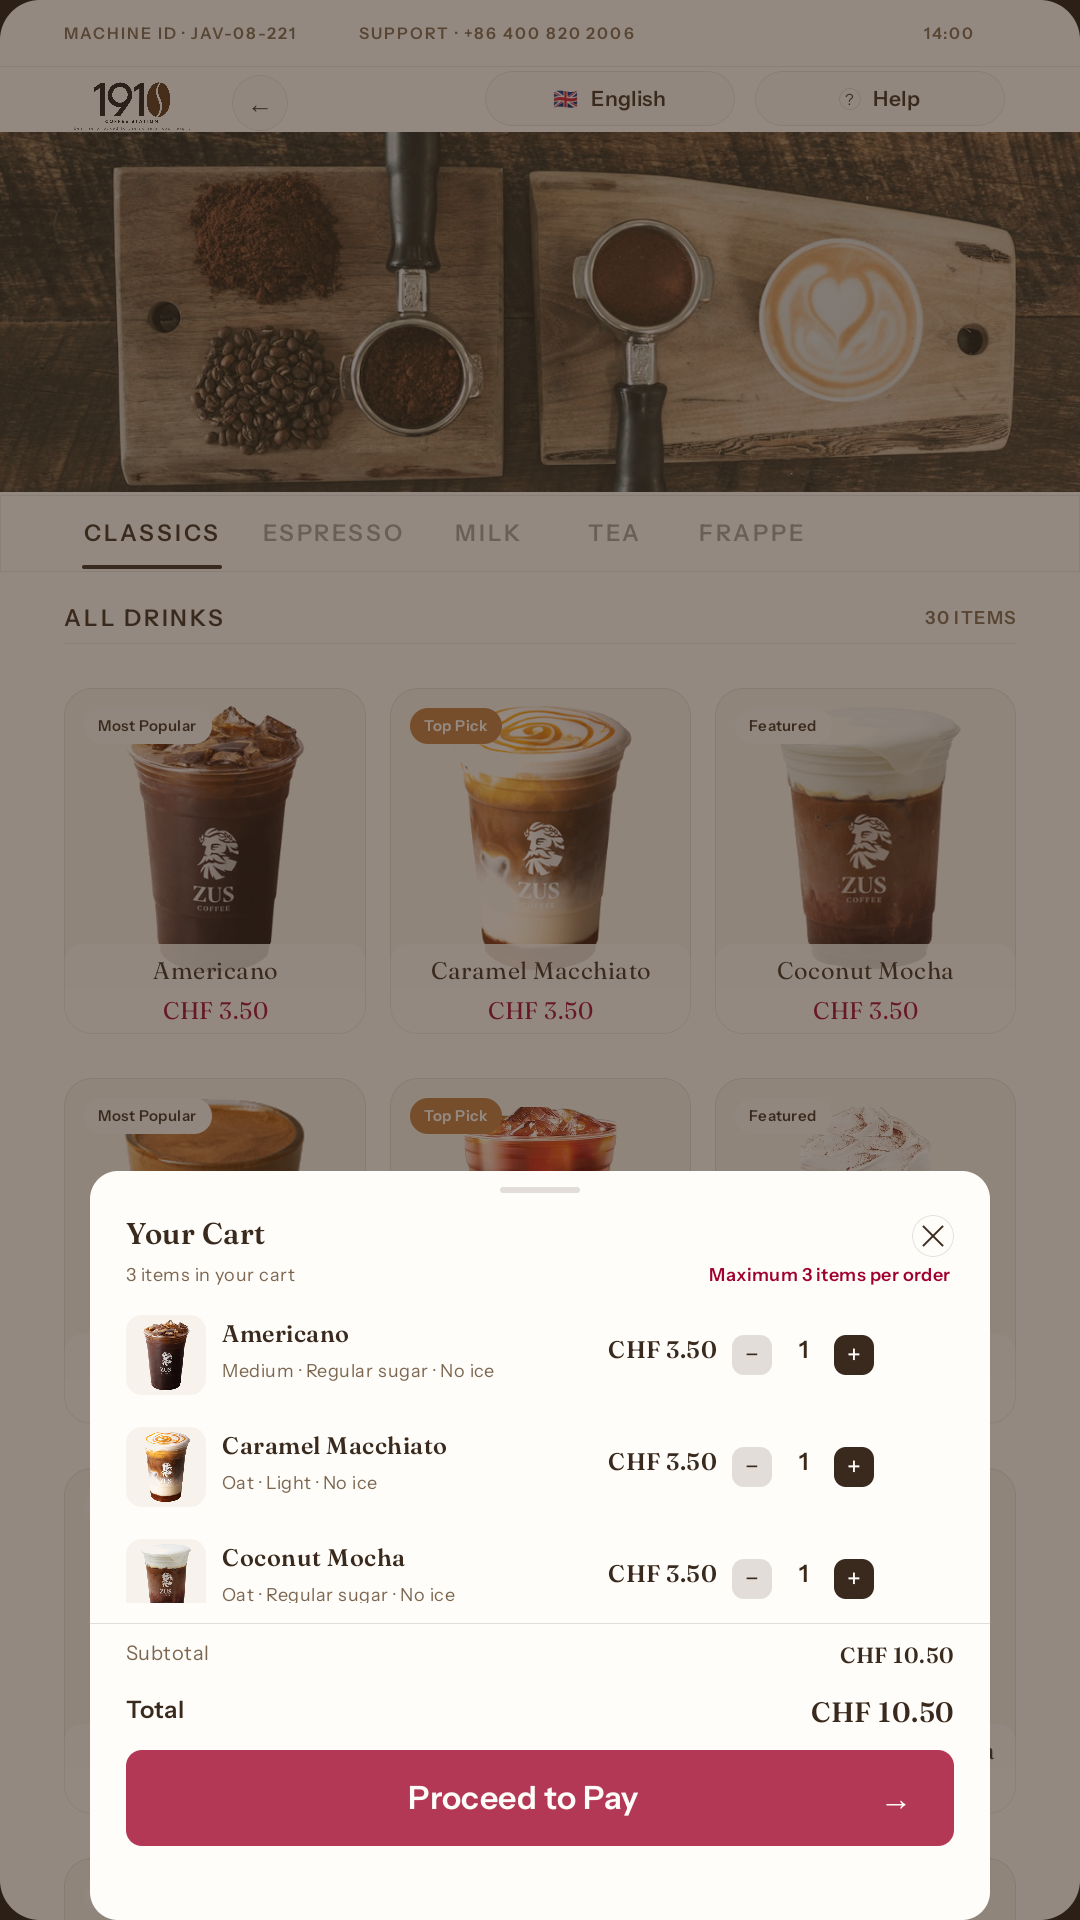 MACHINE ID · JAV-08-221
SUPPORT · +86 400 820 2006
14:00
1910
COFFEE STATION
←
English
? Help
CLASSICS
ESPRESSO
MILK
TEA
FRAPPE
ALL DRINKS
30 ITEMS
Most Popular
Top Pick
Featured
ZUS
COFFEE
ZUS
COFFEE
ZUS
COFFEE
Americano
Caramel Macchiato
Coconut Mocha
CHF 3.50
CHF 3.50
CHF 3.50
Most Popular
Top Pick
Featured
Your Cart
3 items in your cart
Maximum 3 items per order
Americano
CHF 3.50
− 1 +
Medium · Regular sugar · No ice
Caramel Macchiato
CHF 3.50
− 1 +
Oat · Light · No ice
Coconut Mocha
CHF 3.50
− 1 +
Oat · Regular sugar · No ice
Subtotal
CHF 10.50
Total
CHF 10.50
Proceed to Pay →